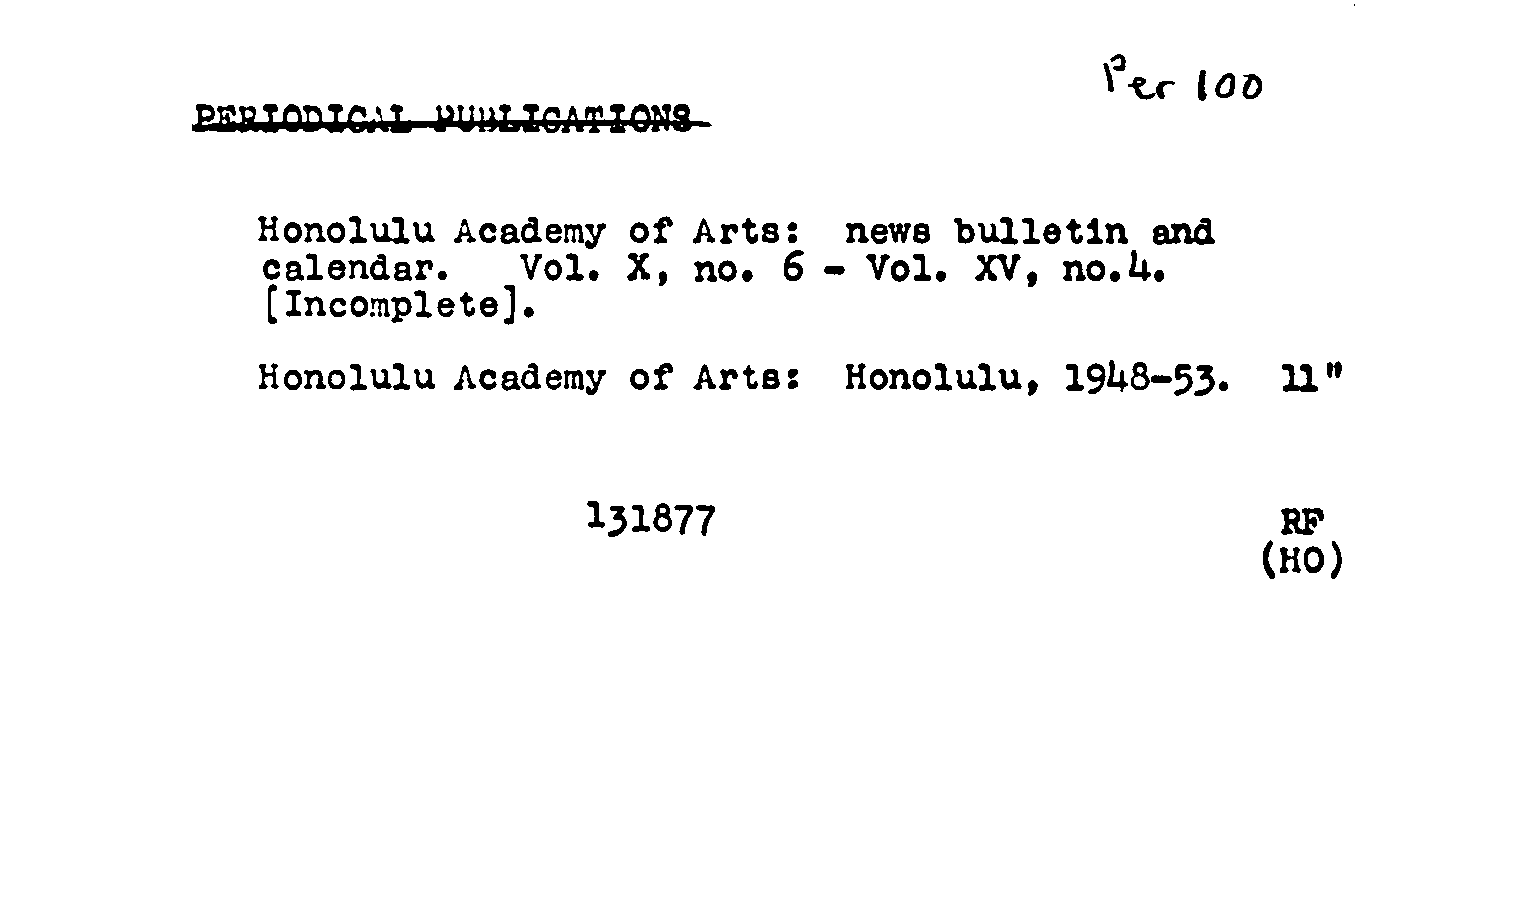 Per 100
PERIODICAL PUBLICATIONS
Honolulu Academy of Arts:  news bulletin and
calendar.   Vol. X, no. 6 - Vol. XV, no.4.
[Incomplete].
Honolulu Academy of Arts:  Honolulu, 1948-53.  11"
131877
RF
(HO)